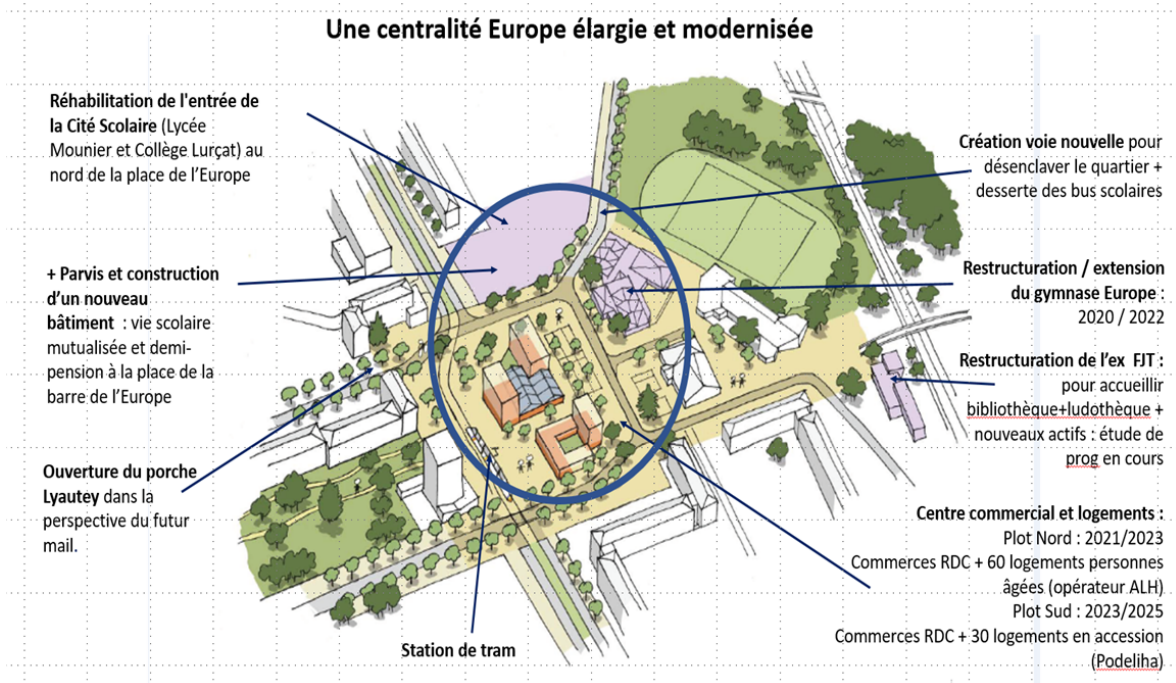 Une centralité Europe élargie et modernisée
Réhabilitation de l'entrée de
la Cité Scolaire (Lycée
Mounier et Collège Lurçat) au
nord de la place de l'Europe
+ Parvis et construction
d'un nouveau
bâtiment : vie scolaire
mutualisée et demi-
pension à la place de la
barre de l'Europe
Ouverture du porche
Lyautey dans la
perspective du futur
mail.
Station de tram
Création voie nouvelle pour
désenclaver le quartier +
desserte des bus scolaires
Restructuration / extension
du gymnase Europe :
2020 / 2022
Restructuration de l'ex FJT :
pour accueillir
bibliothèque+ludothèque +
nouveaux actifs : étude de
prog en cours
Centre commercial et logements :
Plot Nord : 2021/2023
Commerces RDC + 60 logements personnes
âgées (opérateur ALH)
Plot Sud : 2023/2025
Commerces RDC + 30 logements en accession
(Podeliha)